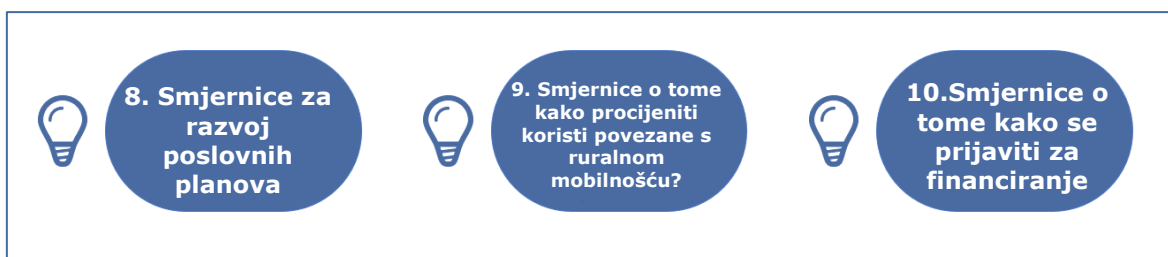 8. Smjernice za
razvoj
poslovnih
planova
9. Smjernice o tome
kako procijeniti
koristi povezane s
ruralnom
mobilnošću?
10.Smjernice o
tome kako se
prijaviti za
financiranje